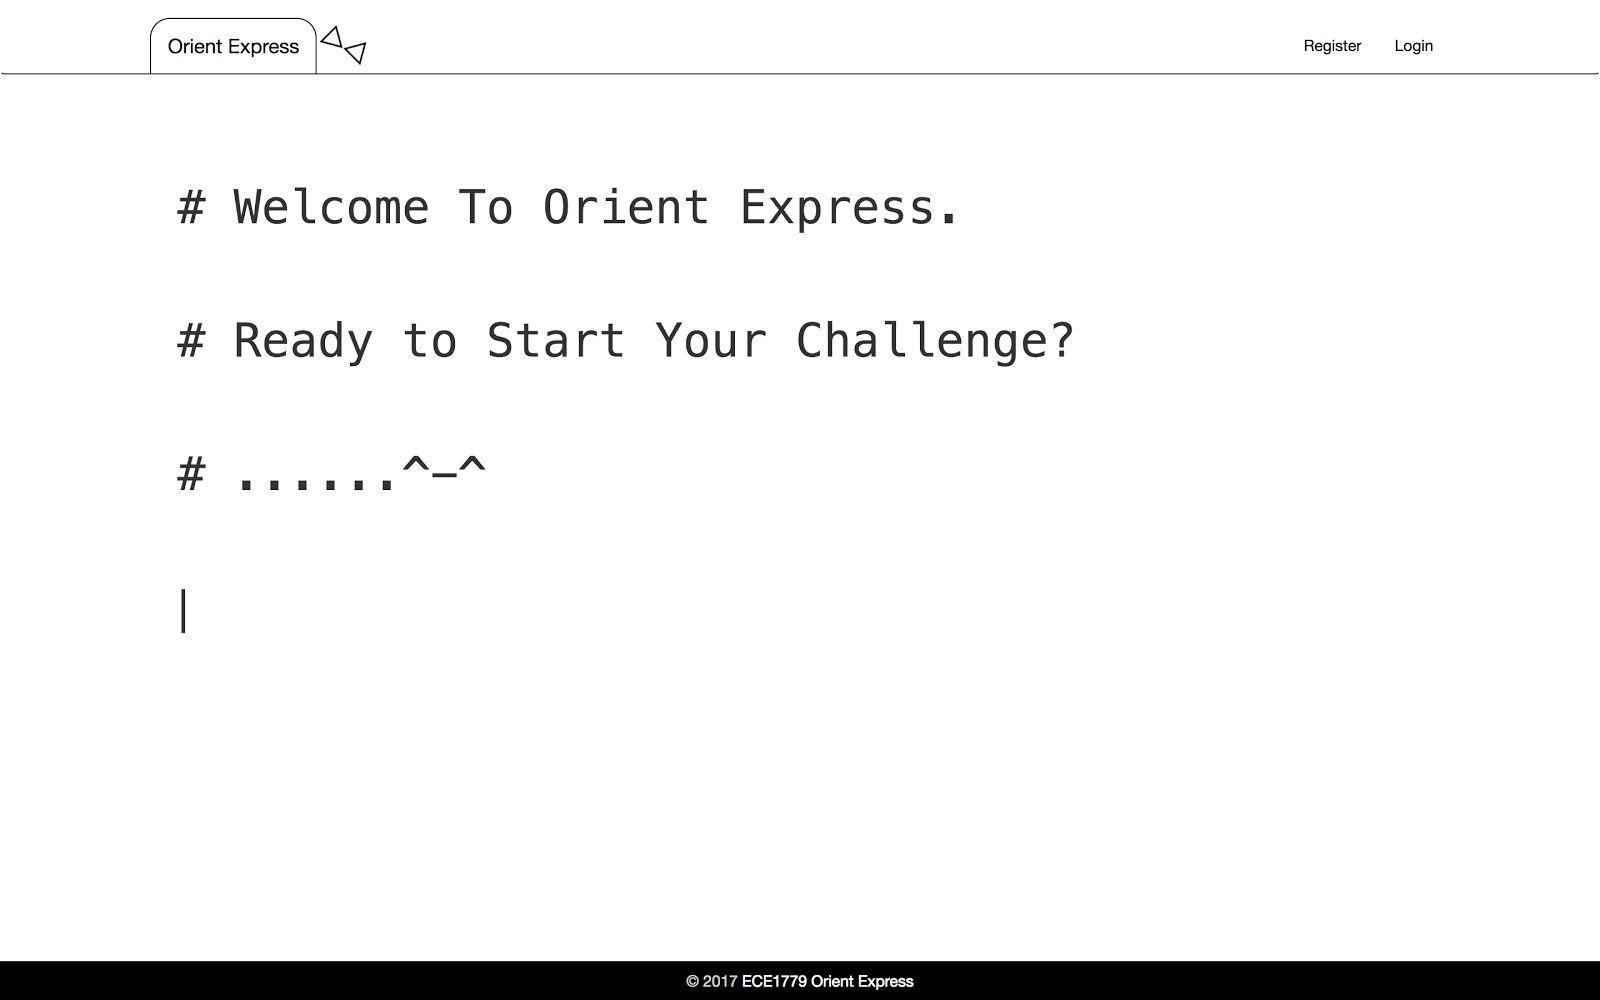 Orient Express
Register Login
# Welcome To Orient Express.
# Ready to Start Your Challenge?
# ......^-^
|
© 2017 ECE1779 Orient Express